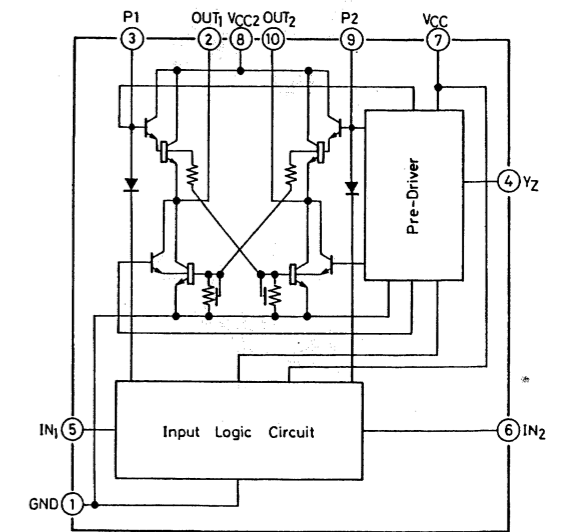 P1 OUT1 VCC2 OUT2 P2 VCC
3 2 8 10 9 7
Pre-Driver
4 YZ
IN1 5
Input Logic Circuit
6 IN2
GND 1